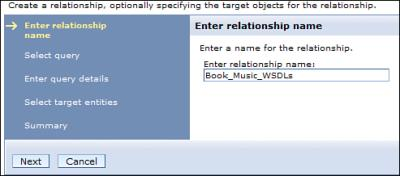 Create a relationship, optionally specifying the target objects for the relationship.
Enter relationship
name
Select query
Enter query details
Select target entities
Summary
Enter relationship name
Enter a name for the relationship.
Enter relationship name:
Book_Music_WSDLs
Next
Cancel